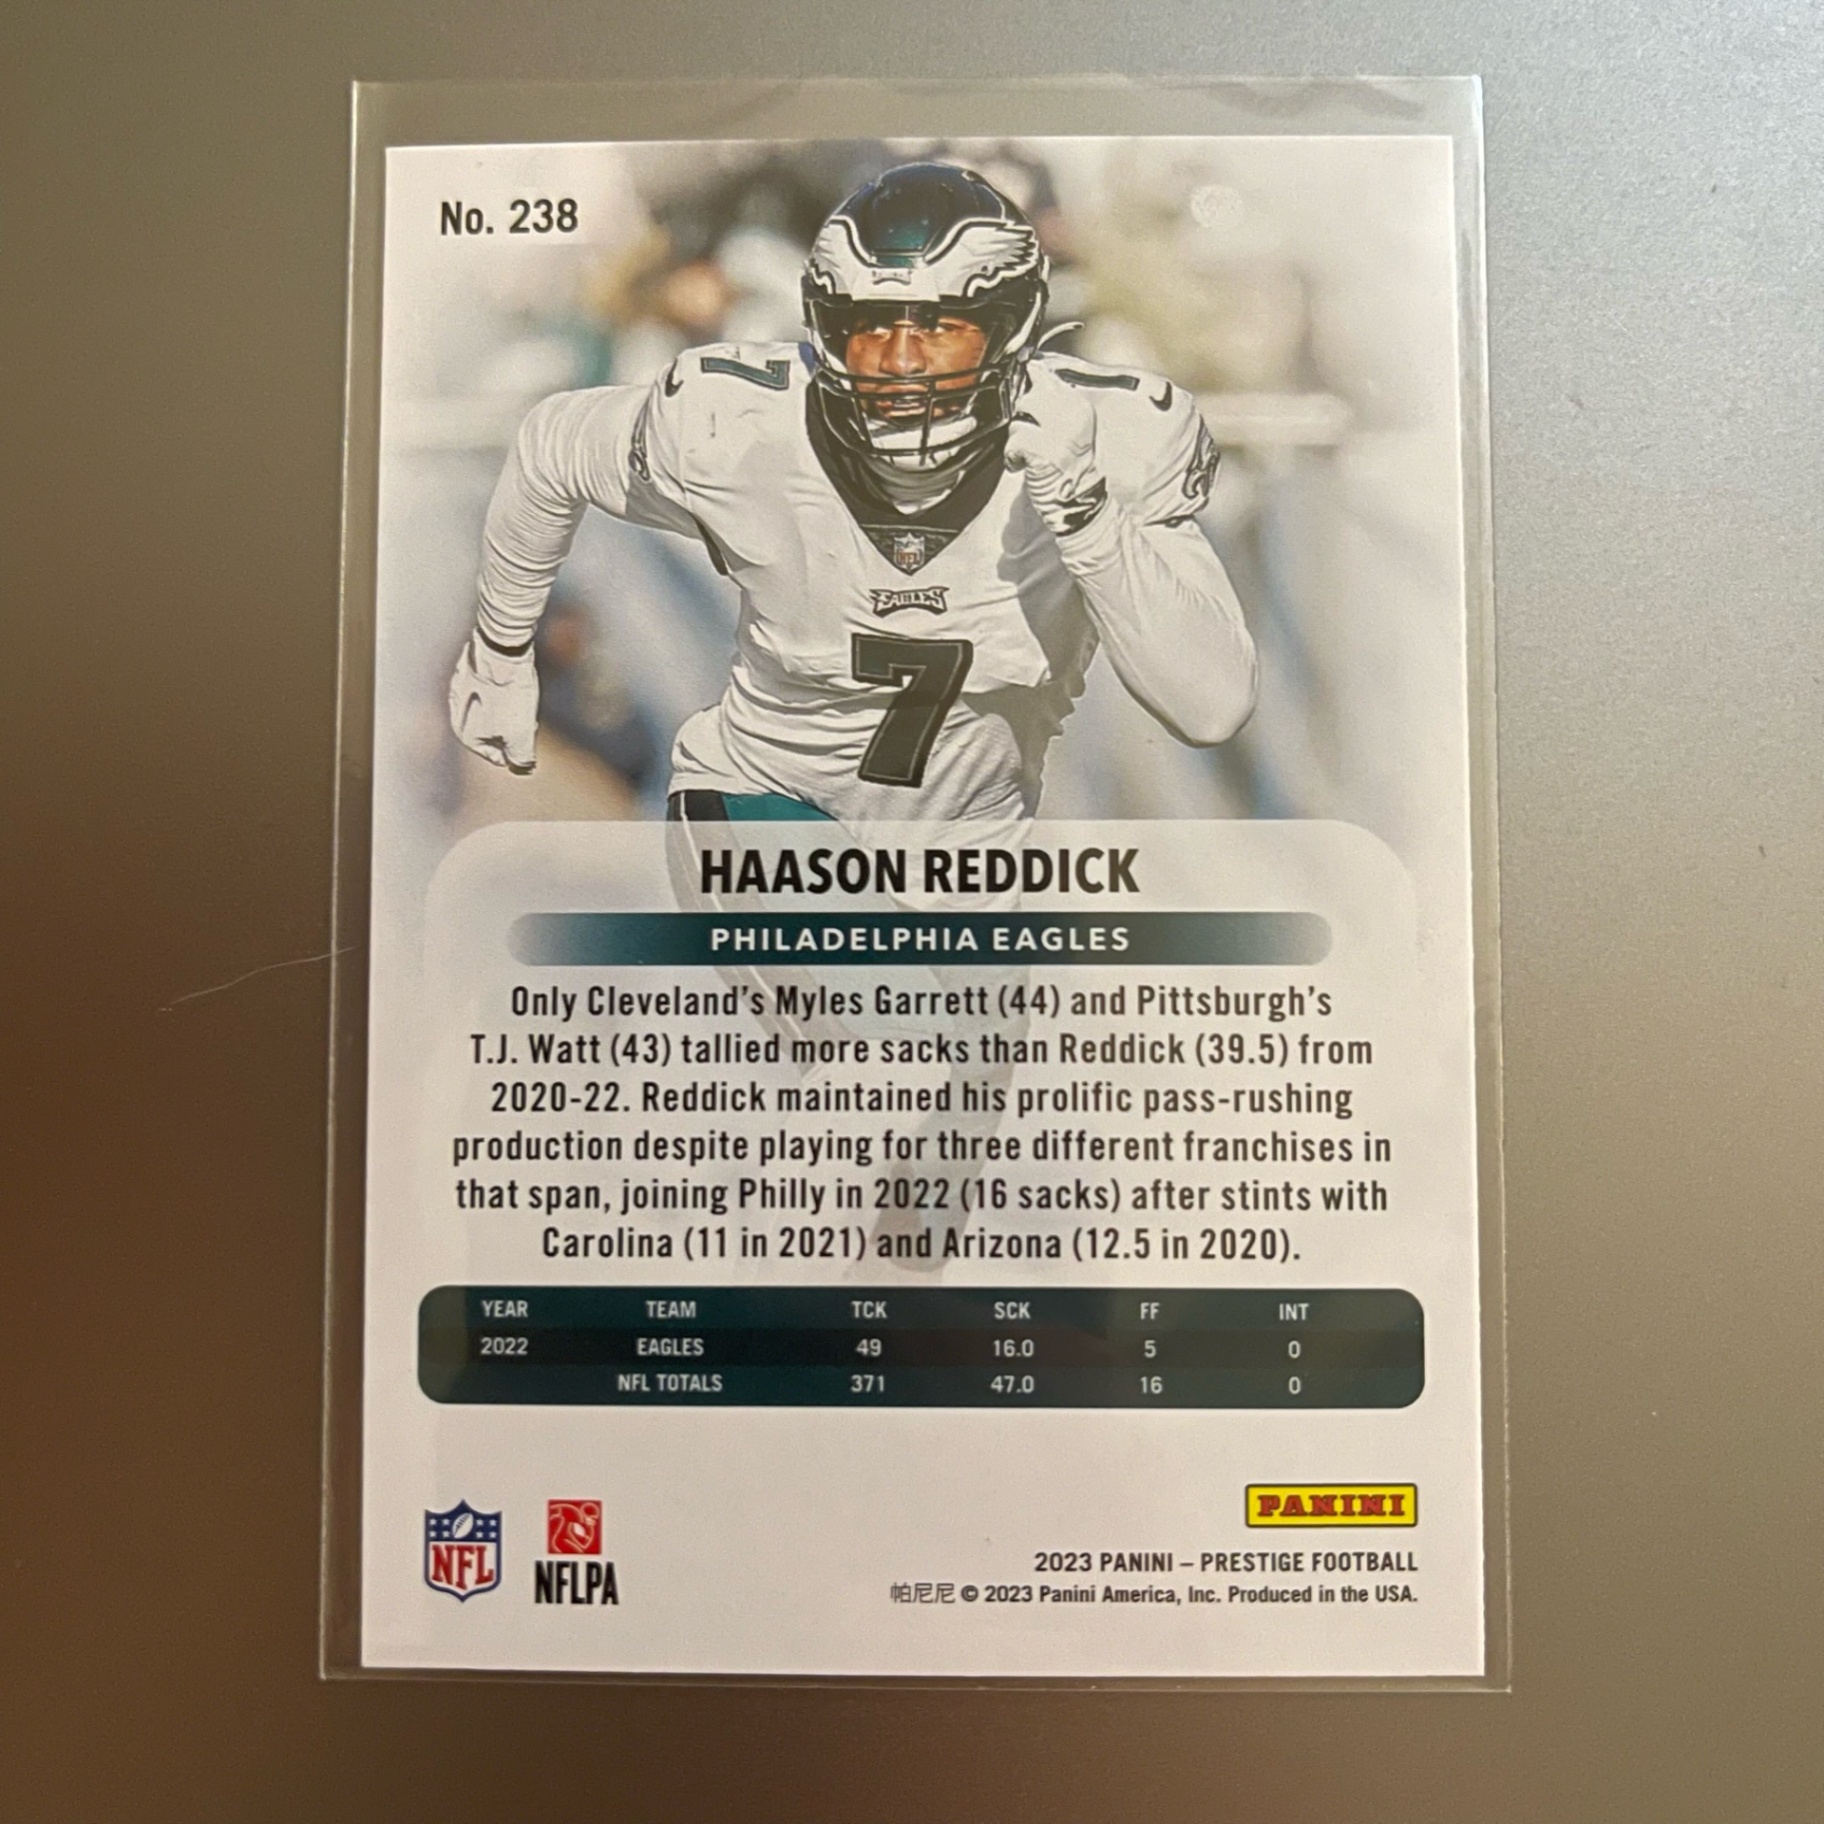 No. 238
7
EAGLES
7
HAASON REDDICK
PHILADELPHIA EAGLES
Only Cleveland's Myles Garrett (44) and Pittsburgh's
T.J. Watt (43) tallied more sacks than Reddick (39.5) from
2020-22. Reddick maintained his prolific pass-rushing
production despite playing for three different franchises in
that span, joining Philly in 2022 (16 sacks) after stints with
Carolina (11 in 2021) and Arizona (12.5 in 2020).
YEAR TEAM TCK SCK FF INT
2022 EAGLES 49 16.0 5 0
NFL TOTALS 371 47.0 16 0
NFL
NFLPA
PANINI
2023 PANINI – PRESTIGE FOOTBALL
帕尼尼 © 2023 Panini America, Inc. Produced in the USA.